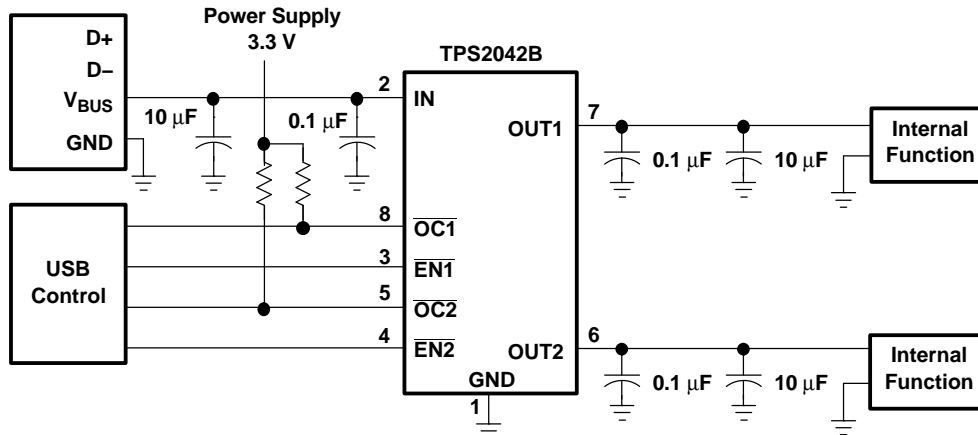 Power Supply
3.3 V
D+
D–
VBUS
GND
10 μF
0.1 μF
TPS2042B
2
IN
8
OC1
3
EN1
5
OC2
4
EN2
GND
1
7
OUT1
6
OUT2
0.1 μF
10 μF
Internal
Function
0.1 μF
10 μF
Internal
Function
USB
Control